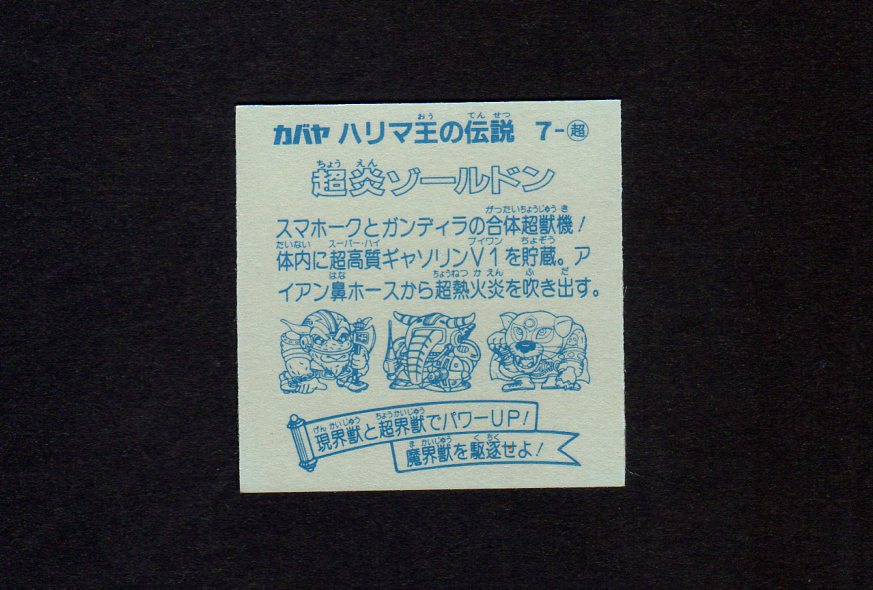 カバヤ ハリマ王の伝説 7-超
超炎ゾールドン
スマホークとガンディラの合体超獣機!
体内に超高質ギャソリンV1を貯蔵。ア
イアン鼻ホースから超熱火炎を吹き出す。
現界獣と超界獣でパワーUP!
魔界獣を駆逐せよ!